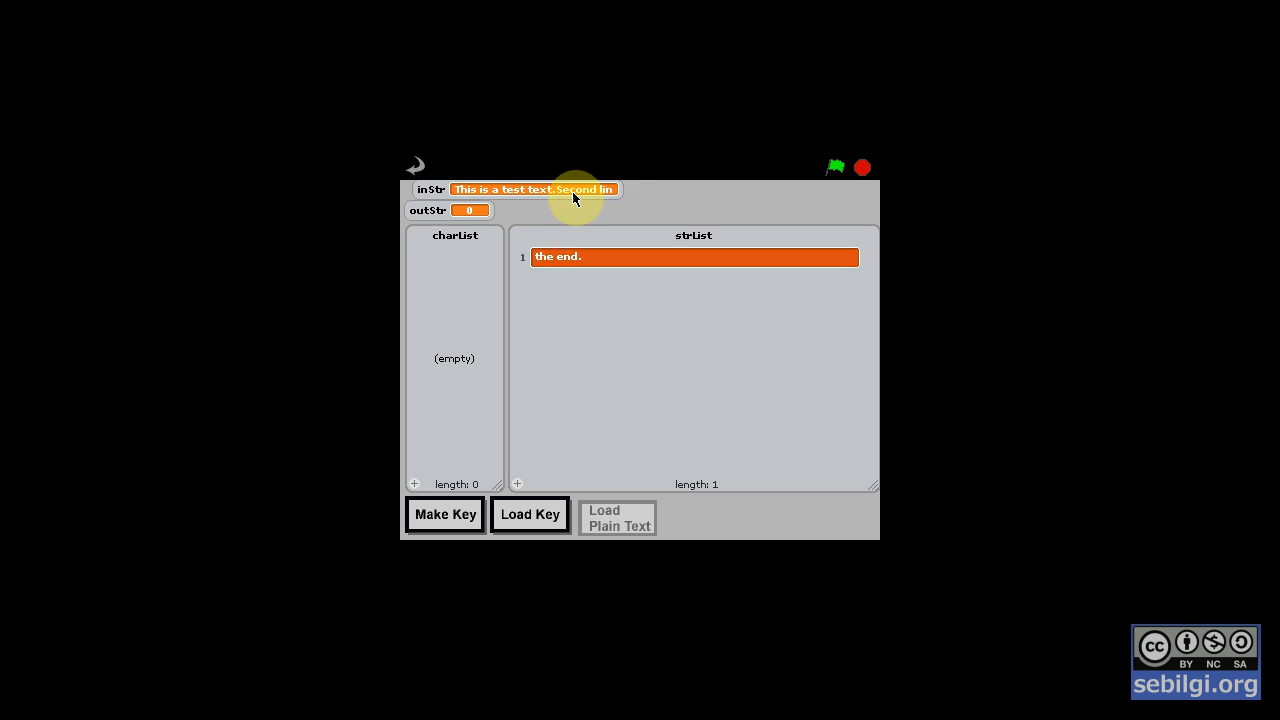 inStr This is a test text.Second lin
outStr 0
charList
strList
1 the end.
(empty)
+ length: 0
+ length: 1
Make Key
Load Key
Load
Plain Text
cc
BY NC SA
sebilgi.org